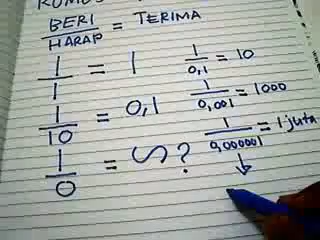 RUMUS
BERI/HARAP = TERIMA
1/1 = 1
1/0,1 = 10
1/10 = 0,1
1/0,001 = 1000
1/0 = ∽ ?
1/0,000001 = 1 juta
↓